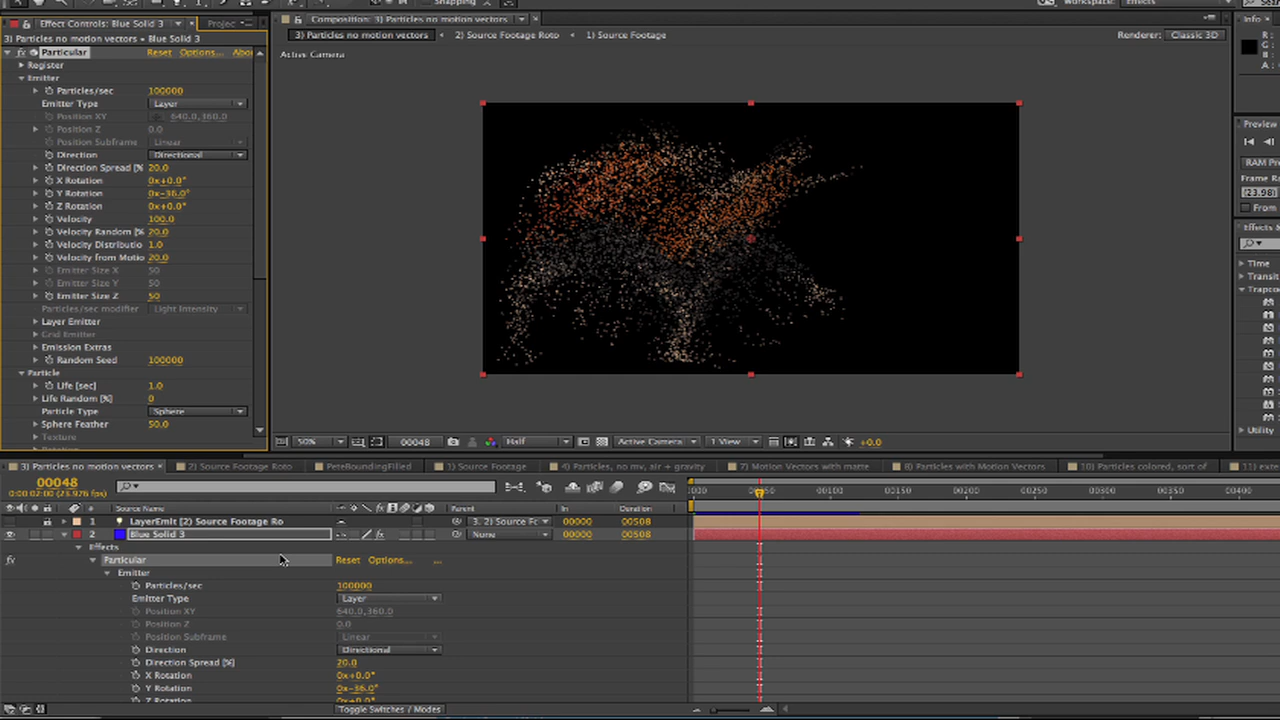 Snapping
Workspace: Effects
Effect Controls: Blue Solid 3
Projec
3) Particles no motion vectors • Blue Solid 3
Particular Reset Options...
Register
Emitter
Particles/sec 100000
Emitter Type Layer
Position XY 640.0,360.0
Position Z 0.0
Position Subframe Linear
Direction Directional
Direction Spread [% 20.0
X Rotation 0x+0.0°
Y Rotation 0x-36.0°
Z Rotation 0x+0.0°
Velocity 100.0
Velocity Random [% 20.0
Velocity Distributio 1.0
Velocity from Motio 20.0
Emitter Size X 50
Emitter Size Y 50
Emitter Size Z 50
Particles/sec modifier Light Intensity
Layer Emitter
Grid Emitter
Emission Extras
Random Seed 100000
Particle
Life [sec] 1.0
Life Random [%] 0
Particle Type Sphere
Sphere Feather 50.0
Texture
Composition: 3) Particles no motion vectors
3) Particles no motion vectors 2) Source Footage Roto 1) Source Footage
Renderer: Classic 3D
Active Camera
50% 00048 Half Active Camera 1 View +0.0
Info
R:
G:
B:
A:
Preview
RAM Pr
Frame Ra
(23.98)
From
Effects &
Time
Transit
Trapco
Utility
3) Particles no motion vectors 2) Source Footage Roto PeteBoundingFilled 1) Source Footage 4) Particles, no mv, air + gravity 7) Motion Vectors with matte 8) Particles with Motion Vectors 10) Particles colored, sort of
00048
0:00:02:00 (23.976 fps)
# Source Name Parent In Duration
1 LayerEmit [2) Source Footage Ro 3. 2) Source Fc 00000 00508
2 Blue Solid 3 None 00000 00508
Effects
Particular Reset Options...
Emitter
Particles/sec 100000
Emitter Type Layer
Position XY 640.0,360.0
Position Z 0.0
Position Subframe Linear
Direction Directional
Direction Spread [%] 20.0
X Rotation 0x+0.0°
Y Rotation 0x-36.0°
Z Rotation 0x+0.0°
Toggle Switches / Modes
0000 00050 00100 00150 00200 00250 00300 00350 00400